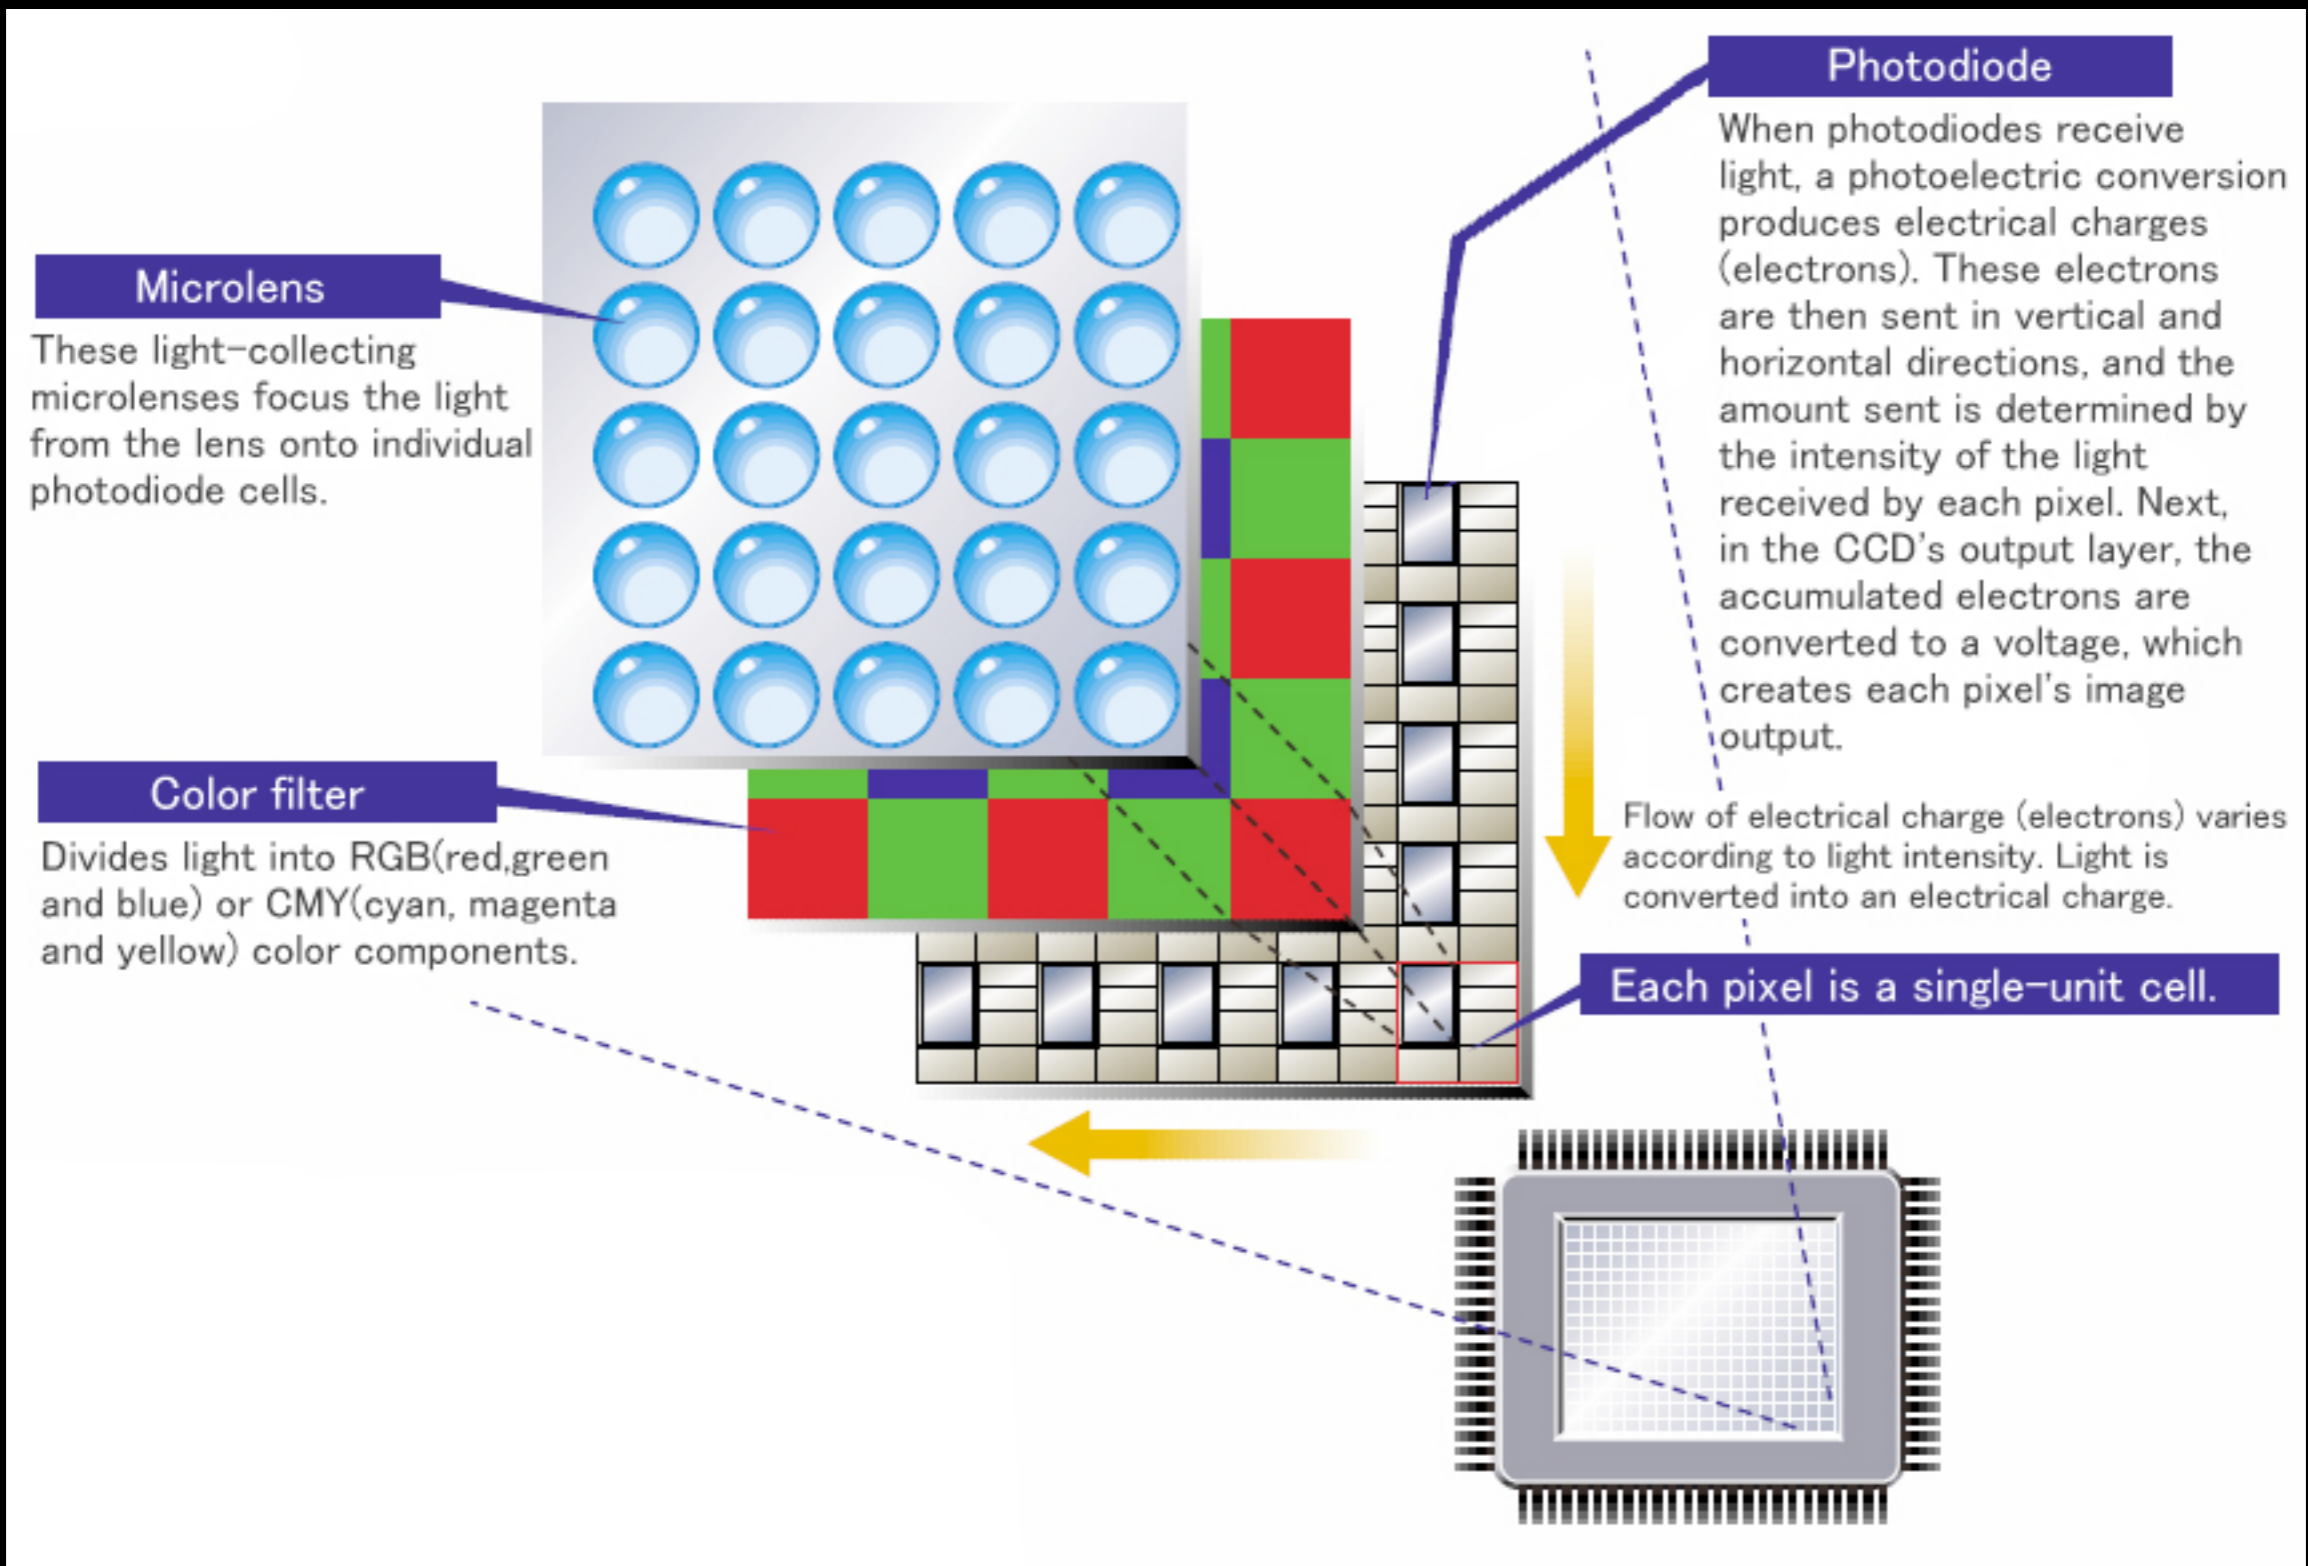 Microlens
These light-collecting
microlenses focus the light
from the lens onto individual
photodiode cells.
Color filter
Divides light into RGB(red,green
and blue) or CMY(cyan, magenta
and yellow) color components.
Photodiode
When photodiodes receive
light, a photoelectric conversion
produces electrical charges
(electrons). These electrons
are then sent in vertical and
horizontal directions, and the
amount sent is determined by
the intensity of the light
received by each pixel. Next,
in the CCD's output layer, the
accumulated electrons are
converted to a voltage, which
creates each pixel's image
output.
Flow of electrical charge (electrons) varies
according to light intensity. Light is
converted into an electrical charge.
Each pixel is a single-unit cell.